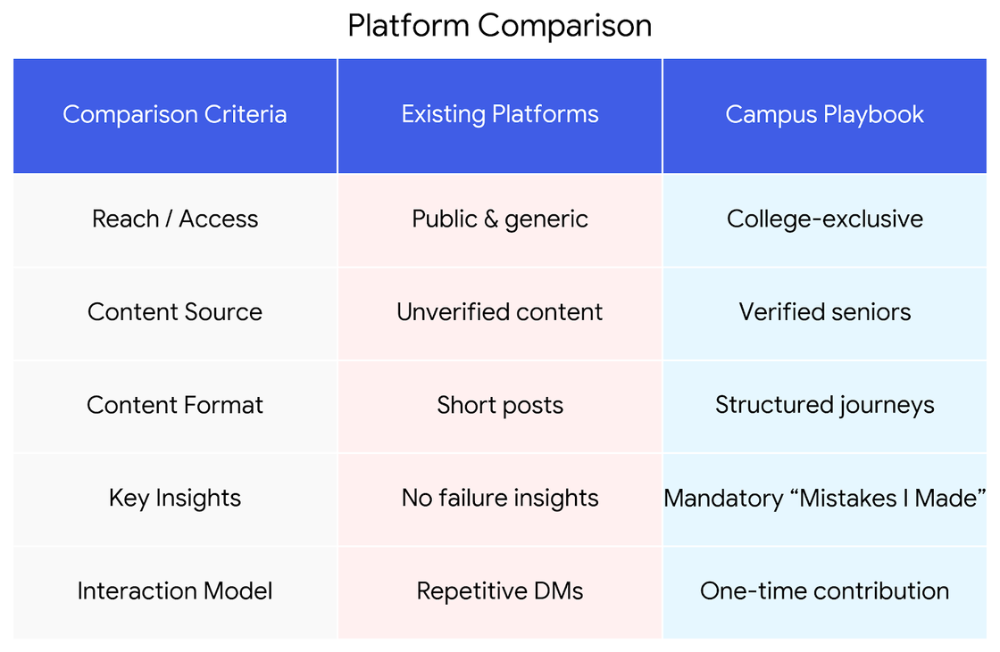 Platform Comparison
Comparison Criteria
Existing Platforms
Campus Playbook
Reach / Access
Public & generic
College-exclusive
Content Source
Unverified content
Verified seniors
Content Format
Short posts
Structured journeys
Key Insights
No failure insights
Mandatory “Mistakes I Made”
Interaction Model
Repetitive DMs
One-time contribution